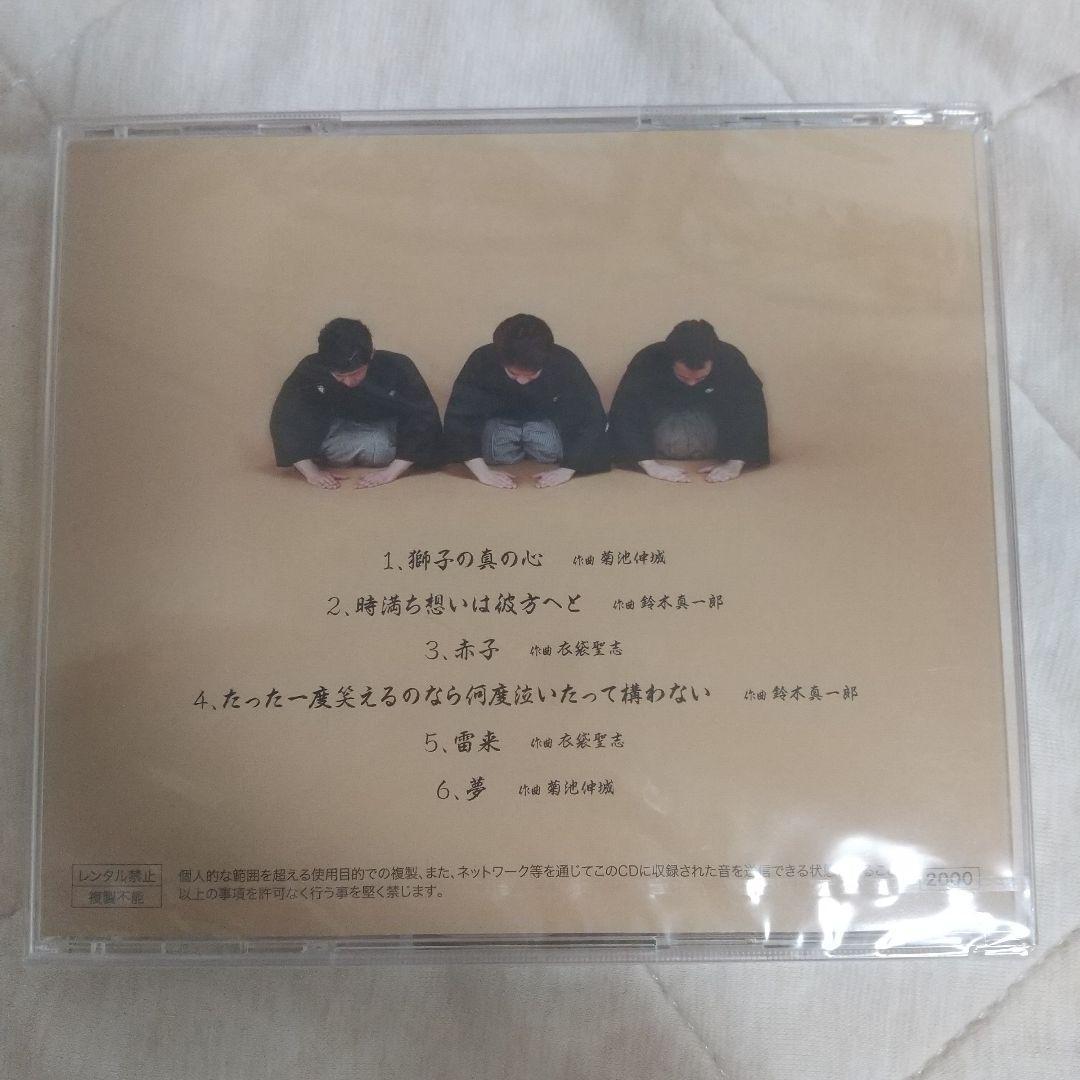 1、獅子の真の心 作曲 菊池伸城
2、時満ち想いは彼方へと 作曲 鈴木真一郎
3、赤子 作曲 衣袋聖志
4、たった一度笑えるのなら何度泣いたって構わない 作曲 鈴木真一郎
5、雷来 作曲 衣袋聖志
6、夢 作曲 菊池伸城
レンタル禁止
複製不能
個人的な範囲を超える使用目的での複製、また、ネットワーク等を通じてこのCDに収録された音を送信できる状態
以上の事項を許可なく行う事を堅く禁じます。
2000